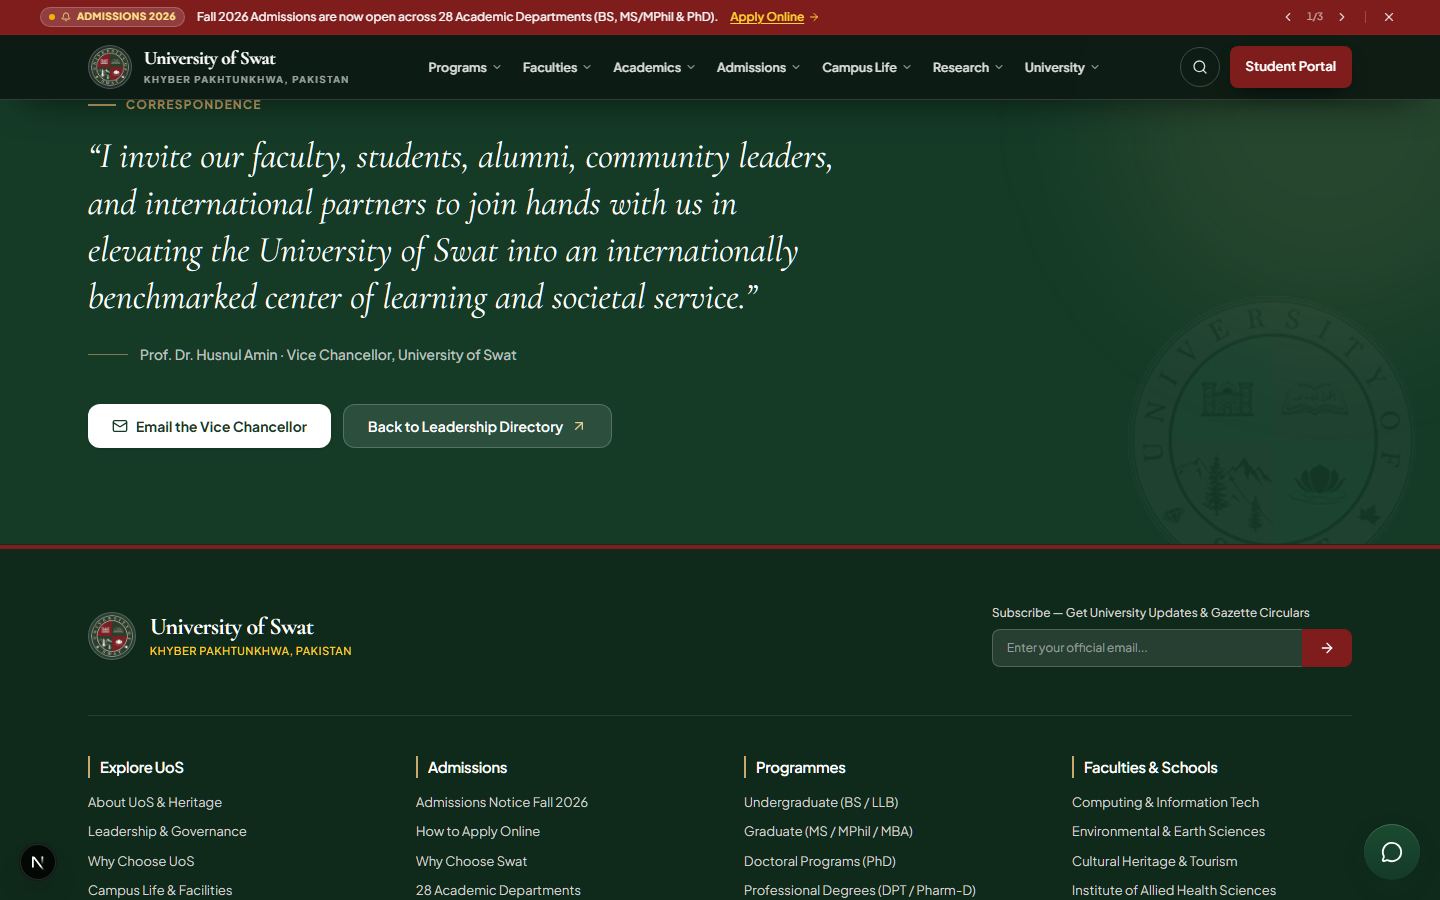 ADMISSIONS 2026
Fall 2026 Admissions are now open across 28 Academic Departments (BS, MS/MPhil & PhD).
Apply Online
1/3
University of Swat
KHYBER PAKHTUNKHWA, PAKISTAN
Programs
Faculties
Academics
Admissions
Campus Life
Research
University
Student Portal
CORRESPONDENCE
“I invite our faculty, students, alumni, community leaders,
and international partners to join hands with us in
elevating the University of Swat into an internationally
benchmarked center of learning and societal service.”
Prof. Dr. Husnul Amin · Vice Chancellor, University of Swat
Email the Vice Chancellor
Back to Leadership Directory
UNIVERSITY OF
University of Swat
KHYBER PAKHTUNKHWA, PAKISTAN
Subscribe — Get University Updates & Gazette Circulars
Enter your official email...
Explore UoS
About UoS & Heritage
Leadership & Governance
Why Choose UoS
Campus Life & Facilities
Admissions
Admissions Notice Fall 2026
How to Apply Online
Why Choose Swat
28 Academic Departments
Programmes
Undergraduate (BS / LLB)
Graduate (MS / MPhil / MBA)
Doctoral Programs (PhD)
Professional Degrees (DPT / Pharm-D)
Faculties & Schools
Computing & Information Tech
Environmental & Earth Sciences
Cultural Heritage & Tourism
Institute of Allied Health Sciences
N